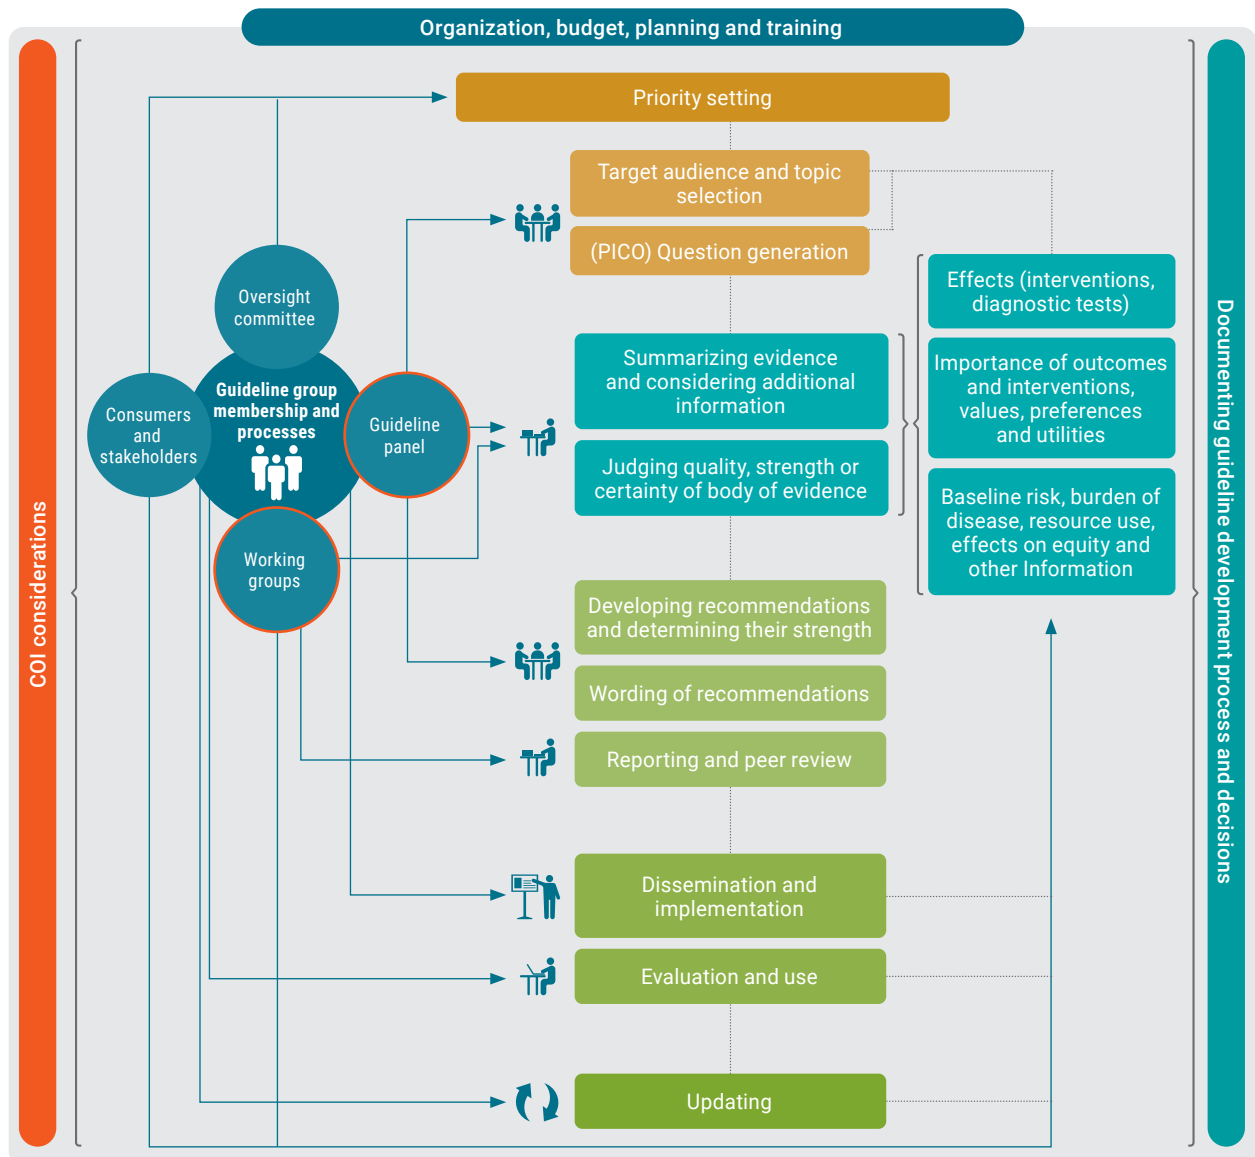 Organization, budget, planning and training
COI considerations
Documenting guideline development process and decisions
Priority setting
Target audience and topic
selection
(PICO) Question generation
Oversight
committee
Guideline group
membership and
processes
Consumers
and
stakeholders
Guideline
panel
Working
groups
Summarizing evidence
and considering additional
information
Judging quality, strength or
certainty of body of evidence
Effects (interventions,
diagnostic tests)
Importance of outcomes
and interventions,
values, preferences
and utilities
Baseline risk, burden of
disease, resource use,
effects on equity and
other Information
Developing recommendations
and determining their strength
Wording of recommendations
Reporting and peer review
Dissemination and
implementation
Evaluation and use
Updating